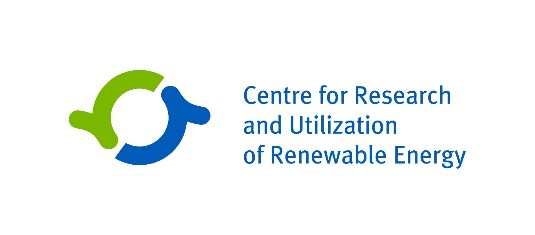 Centre for Research
and Utilization
of Renewable Energy